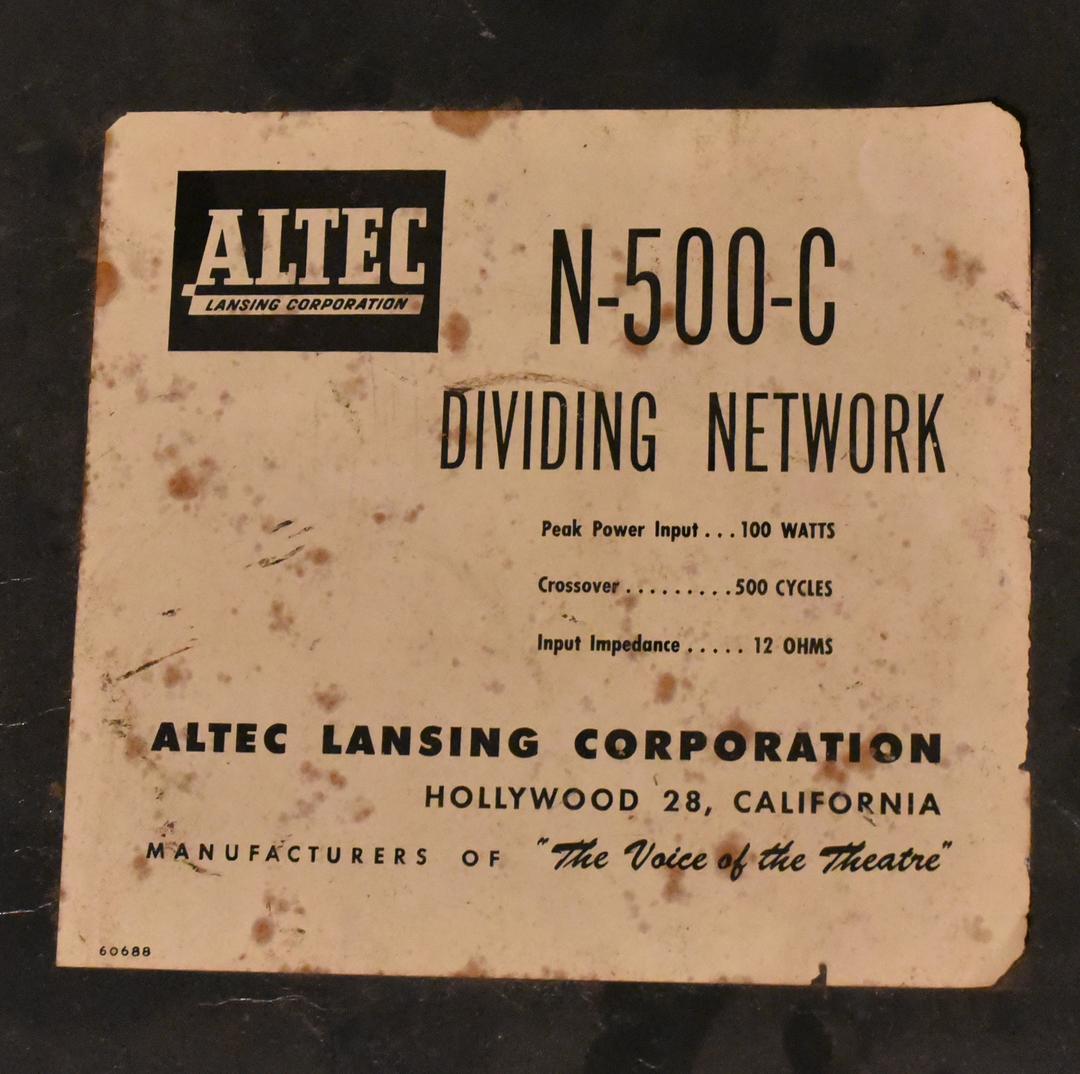 ALTEC
LANSING CORPORATION
N-500-C
DIVIDING NETWORK
Peak Power Input...100 WATTS
Crossover.........500 CYCLES
Input Impedance..... 12 OHMS
ALTEC LANSING CORPORATION
HOLLYWOOD 28, CALIFORNIA
MANUFACTURERS OF "The Voice of the Theatre"
60688